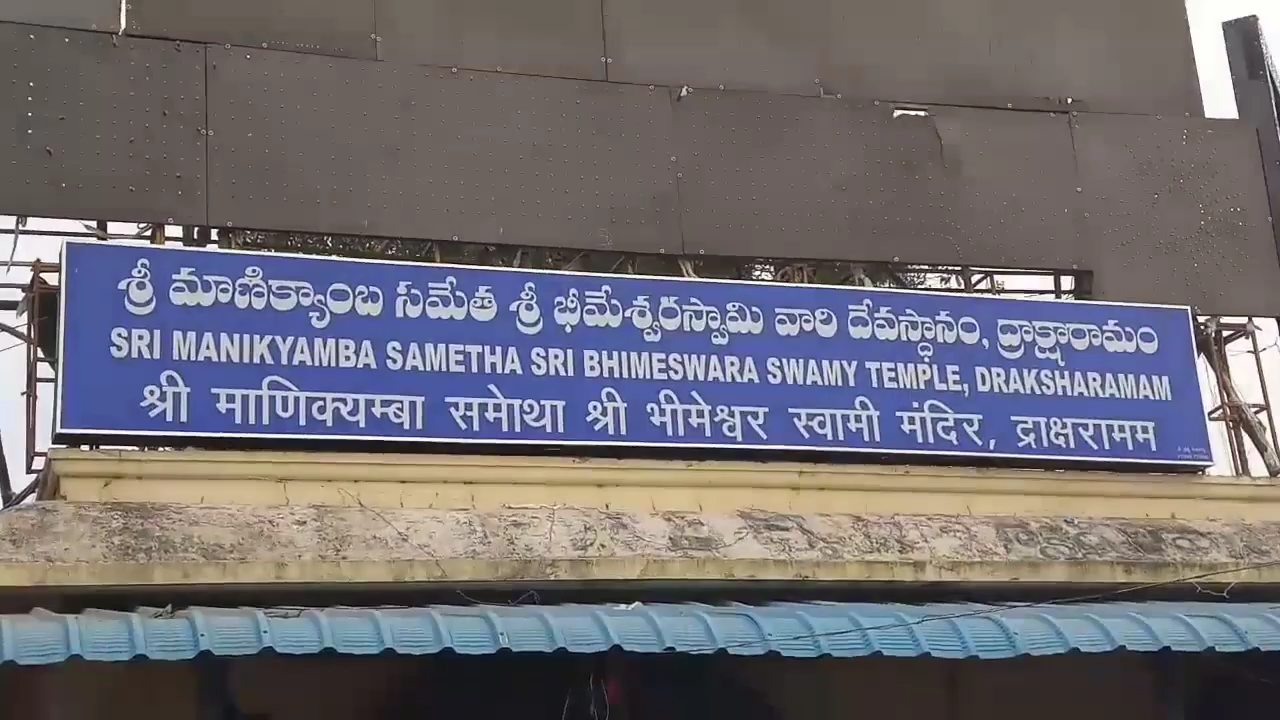 శ్రీ మాణిక్యాంబ సమేత శ్రీ భీమేశ్వరస్వామి వారి దేవస్థానం, ద్రాక్షారామం
SRI MANIKYAMBA SAMETHA SRI BHIMESWARA SWAMY TEMPLE, DRAKSHARAMAM
श्री माणिक्यम्बा समेाथा श्री भीमेश्वर स्वामी मंदिर, द्राक्षरामम